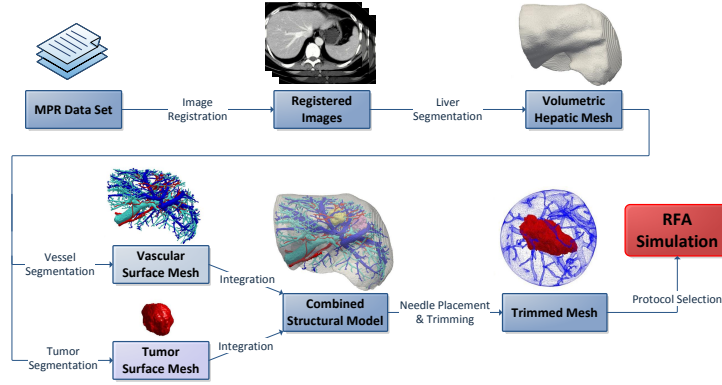 MPR Data Set
Image
Registration
Registered
Images
Liver
Segmentation
Volumetric
Hepatic Mesh
Vessel
Segmentation
Vascular
Surface Mesh
Integration
Tumor
Segmentation
Tumor
Surface Mesh
Integration
Combined
Structural Model
Needle Placement
& Trimming
Trimmed Mesh
Protocol Selection
RFA
Simulation